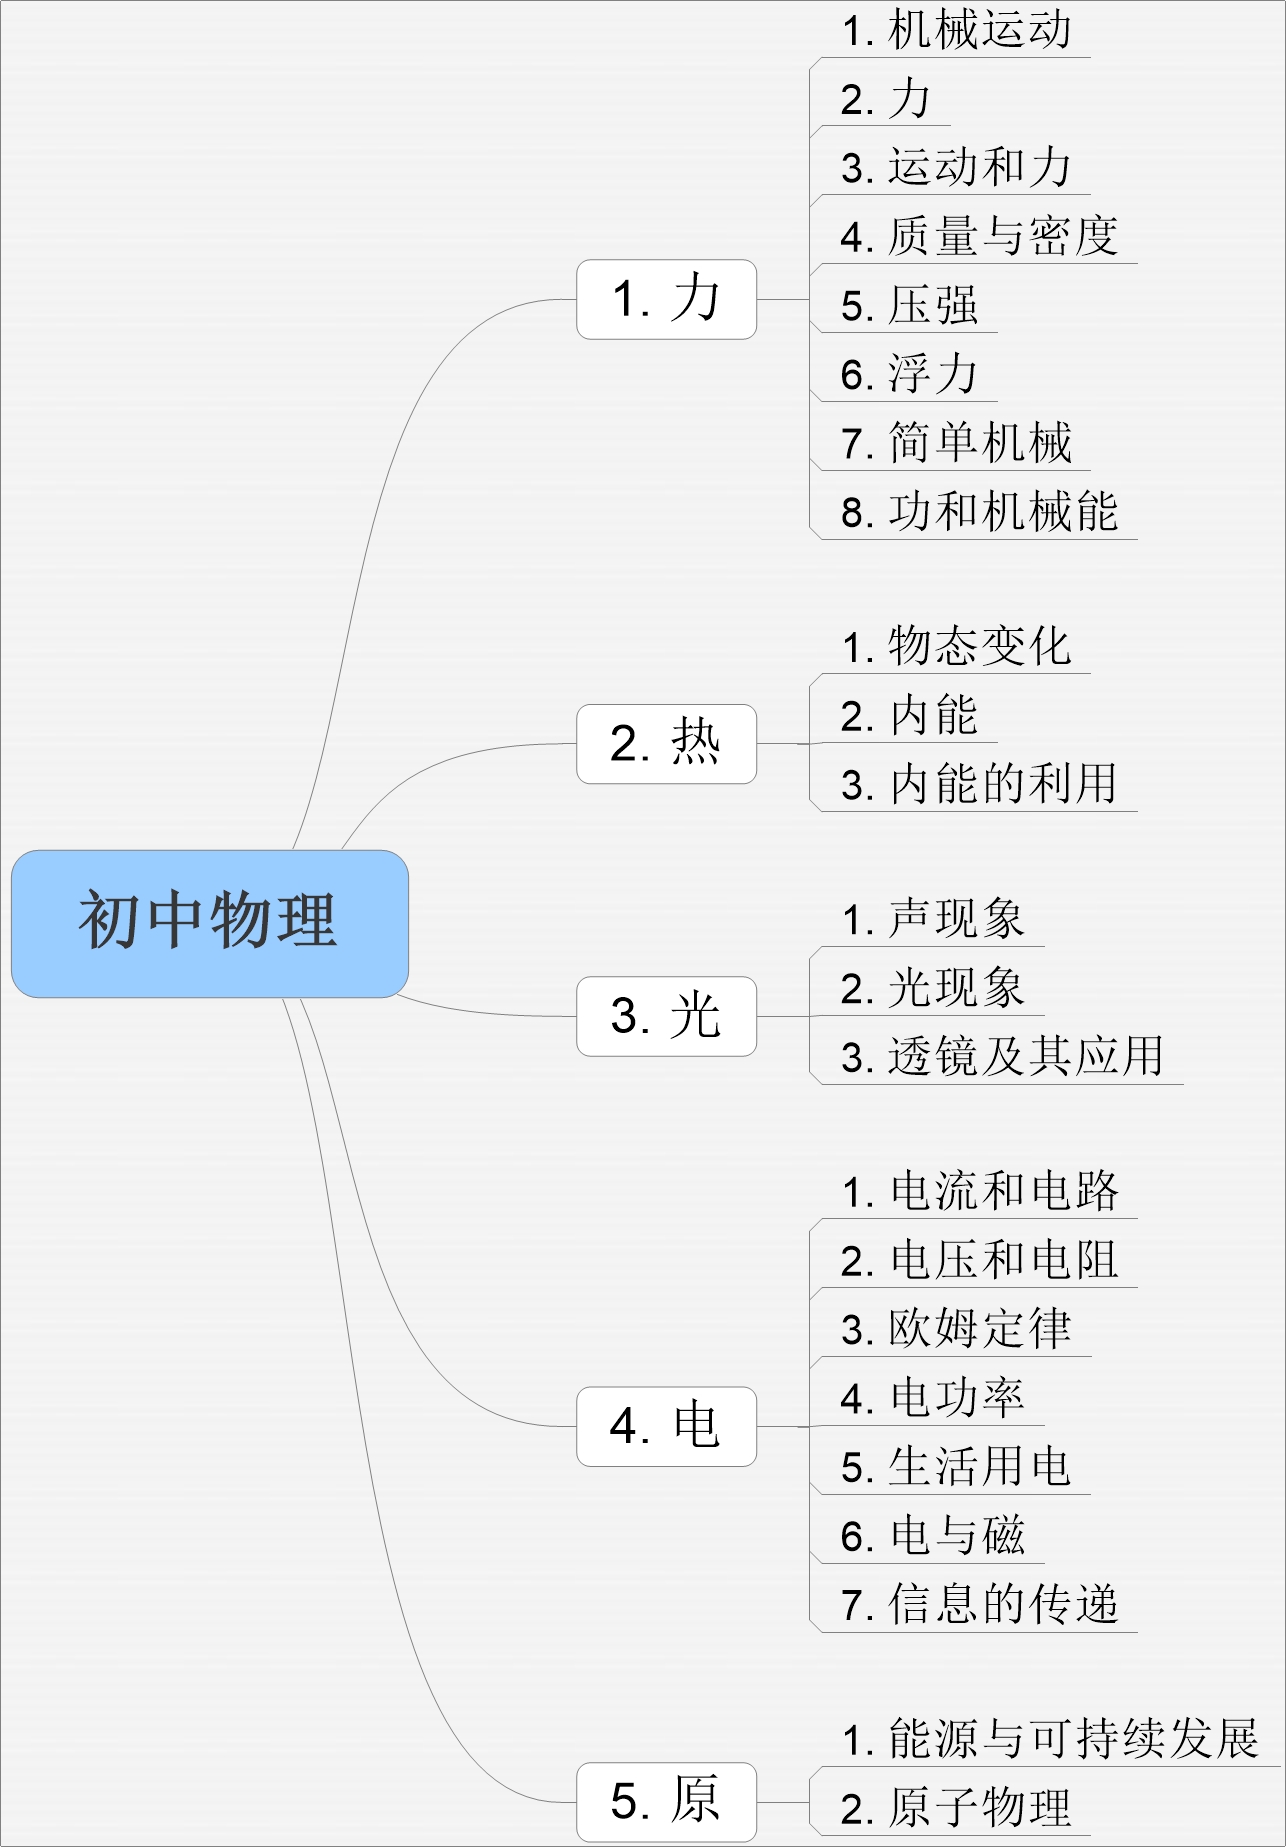 初中物理
1. 力
1. 机械运动
2. 力
3. 运动和力
4. 质量与密度
5. 压强
6. 浮力
7. 简单机械
8. 功和机械能
2. 热
1. 物态变化
2. 内能
3. 内能的利用
3. 光
1. 声现象
2. 光现象
3. 透镜及其应用
4. 电
1. 电流和电路
2. 电压和电阻
3. 欧姆定律
4. 电功率
5. 生活用电
6. 电与磁
7. 信息的传递
5. 原
1. 能源与可持续发展
2. 原子物理